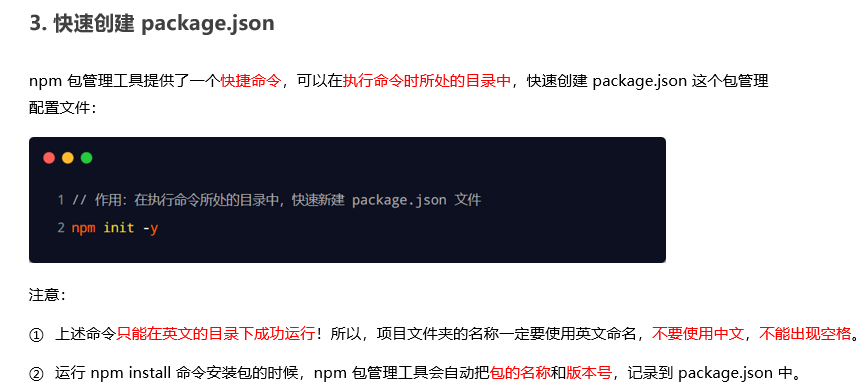 3. 快速创建 package.json
npm 包管理工具提供了一个快捷命令，可以在执行命令时所处的目录中，快速创建 package.json 这个包管理
配置文件：
1 // 作用：在执行命令所处的目录中，快速新建 package.json 文件
2 npm init -y
注意：
① 上述命令只能在英文的目录下成功运行！所以，项目文件夹的名称一定要使用英文命名，不要使用中文，不能出现空格。
② 运行 npm install 命令安装包的时候，npm 包管理工具会自动把包的名称和版本号，记录到 package.json 中。